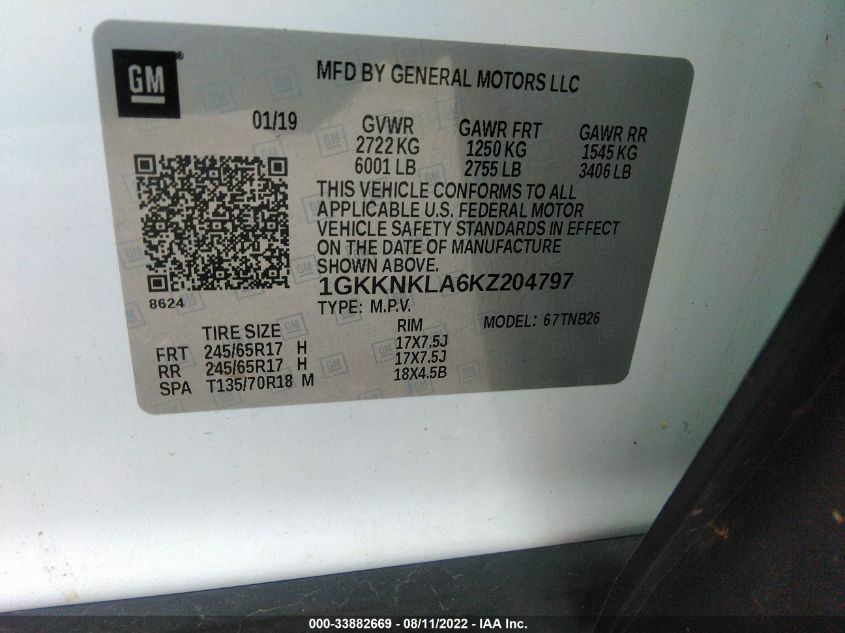 GM
MFD BY GENERAL MOTORS LLC
01/19 GVWR GAWR FRT GAWR RR
2722 KG 1250 KG 1545 KG
6001 LB 2755 LB 3406 LB
THIS VEHICLE CONFORMS TO ALL
APPLICABLE U.S. FEDERAL MOTOR
VEHICLE SAFETY STANDARDS IN EFFECT
ON THE DATE OF MANUFACTURE
SHOWN ABOVE.
1GKKNKLA6KZ204797
8624
TYPE: M.P.V. MODEL: 67TNB26
TIRE SIZE RIM
FRT 245/65R17 H 17X7.5J
RR 245/65R17 H 17X7.5J
SPA T135/70R18 M 18X4.5B
000-33882669 - 08/11/2022 - IAA Inc.